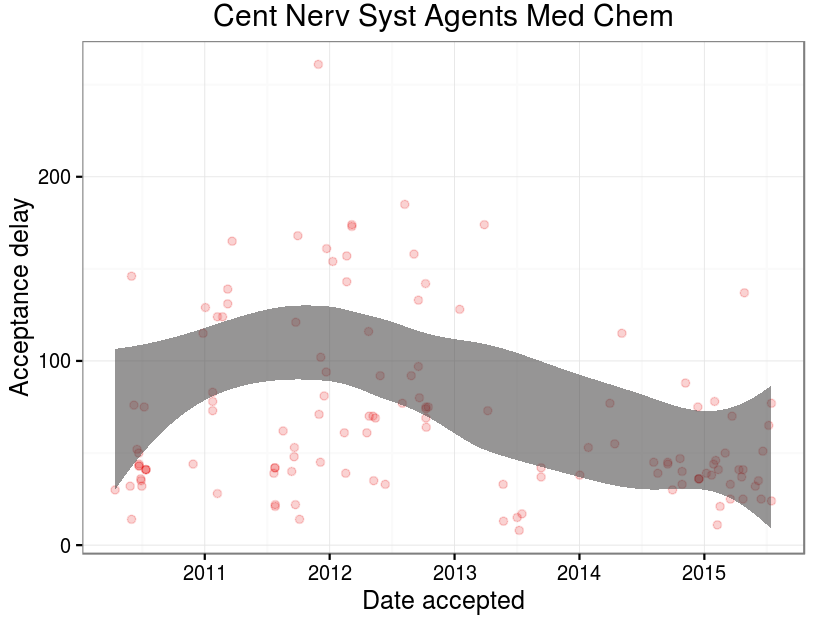 Cent Nerv Syst Agents Med Chem
Acceptance delay
200
100
0
2011 2012 2013 2014 2015
Date accepted